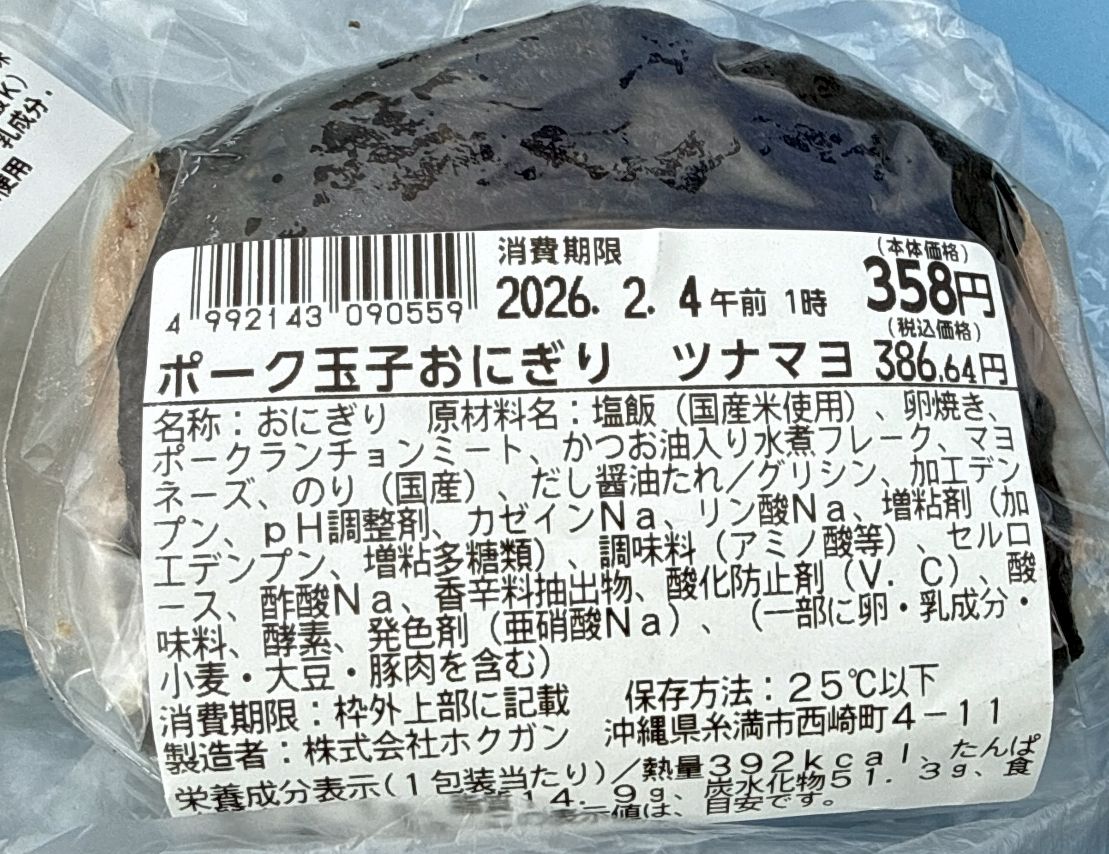 K)
乳成分・
使用
消費期限
(本体価格)
2026. 2. 4 午前 1時
358円
4 992143 090559
(税込価格)
ポーク玉子おにぎり ツナマヨ 386.64円
名称：おにぎり 原材料名：塩飯（国産米使用）、卵焼き、
ポークランチョンミート、かつお油入り水煮フレーク、マヨ
ネーズ、のり（国産）、だし醤油たれ／グリシン、加工デン
プン、pH調整剤、カゼインNa、リン酸Na、増粘剤（加
工デンプン、増粘多糖類）、調味料（アミノ酸等）、セルロ
ース、酢酸Na、香辛料抽出物、酸化防止剤（V．C）、酸
味料、酵素、発色剤（亜硝酸Na）、（一部に卵・乳成分・
小麦・大豆・豚肉を含む）
消費期限：枠外上部に記載 保存方法：25℃以下
製造者：株式会社ホクガン 沖縄県糸満市西崎町4－11
栄養成分表示(1包装当たり)／熱量392kcal、たんぱ
14.9g、炭水化物51.3g、食
表示値は、目安です。